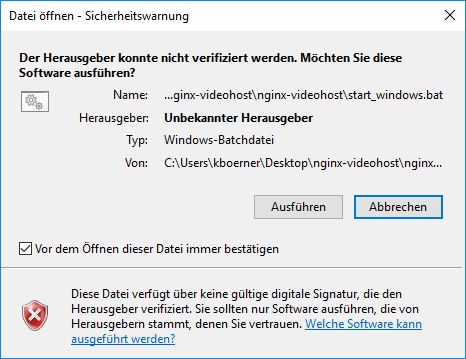 Datei öffnen - Sicherheitswarnung
Der Herausgeber konnte nicht verifiziert werden. Möchten Sie diese
Software ausführen?
Name: ...ginx-videohost\nginx-videohost\start_windows.bat
Herausgeber: Unbekannter Herausgeber
Typ: Windows-Batchdatei
Von: C:\Users\kboerner\Desktop\nginx-videohost\nginx...
Ausführen Abbrechen
Vor dem Öffnen dieser Datei immer bestätigen
Diese Datei verfügt über keine gültige digitale Signatur, die den
Herausgeber verifiziert. Sie sollten nur Software ausführen, die von
Herausgebern stammt, denen Sie vertrauen. Welche Software kann
ausgeführt werden?